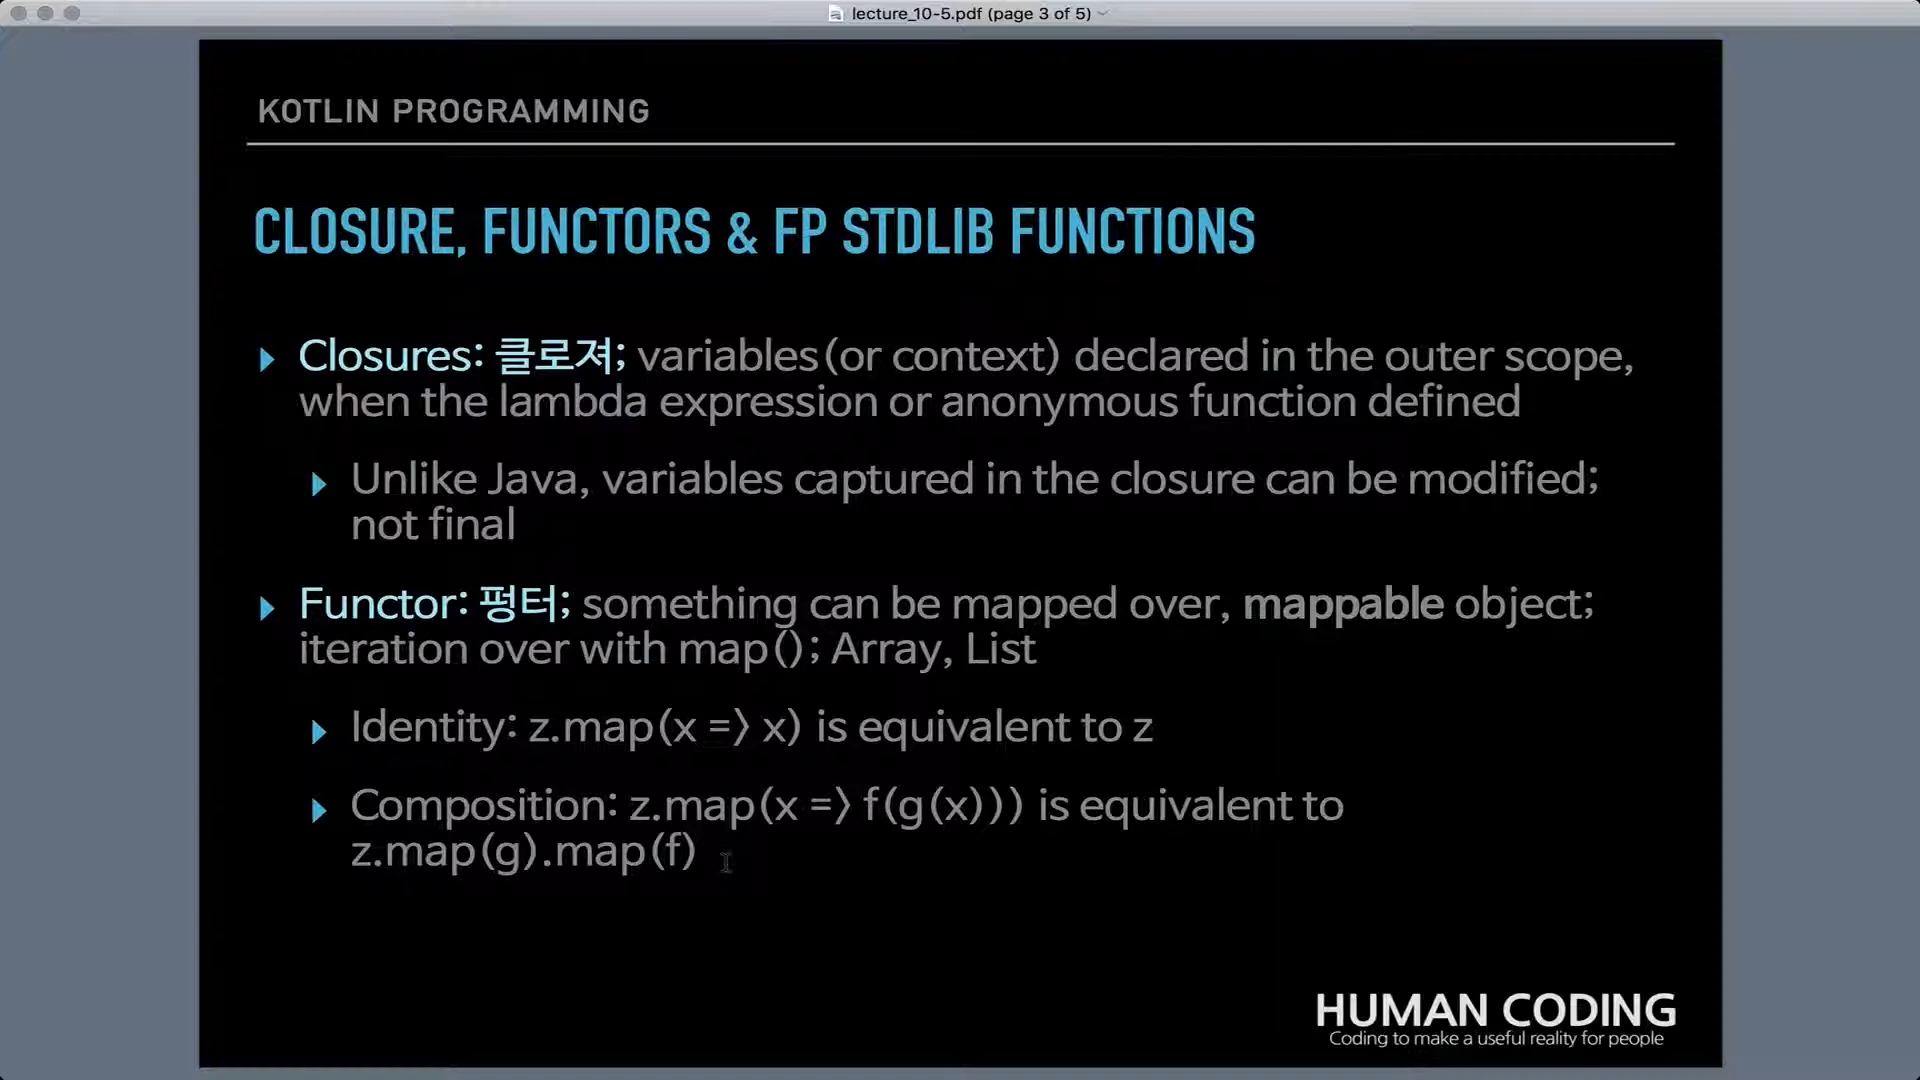 lecture_10-5.pdf (page 3 of 5)
KOTLIN PROGRAMMING
CLOSURE, FUNCTORS & FP STDLIB FUNCTIONS
Closures: 클로져; variables(or context) declared in the outer scope,
when the lambda expression or anonymous function defined
Unlike Java, variables captured in the closure can be modified;
not final
Functor: 펑터; something can be mapped over, mappable object;
iteration over with map(); Array, List
Identity: z.map(x => x) is equivalent to z
Composition: z.map(x => f(g(x))) is equivalent to
z.map(g).map(f)
HUMAN CODING
Coding to make a useful reality for people